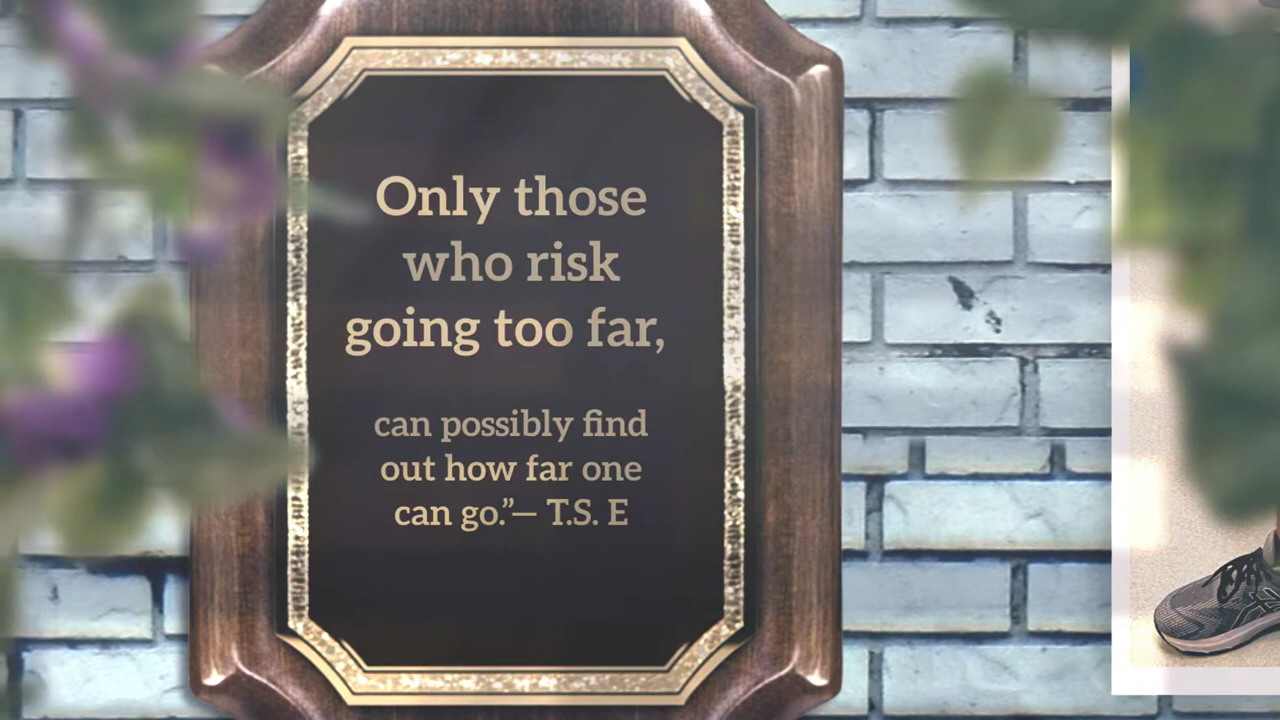 Only those
who risk
going too far,
can possibly find
out how far one
can go.”— T.S. E